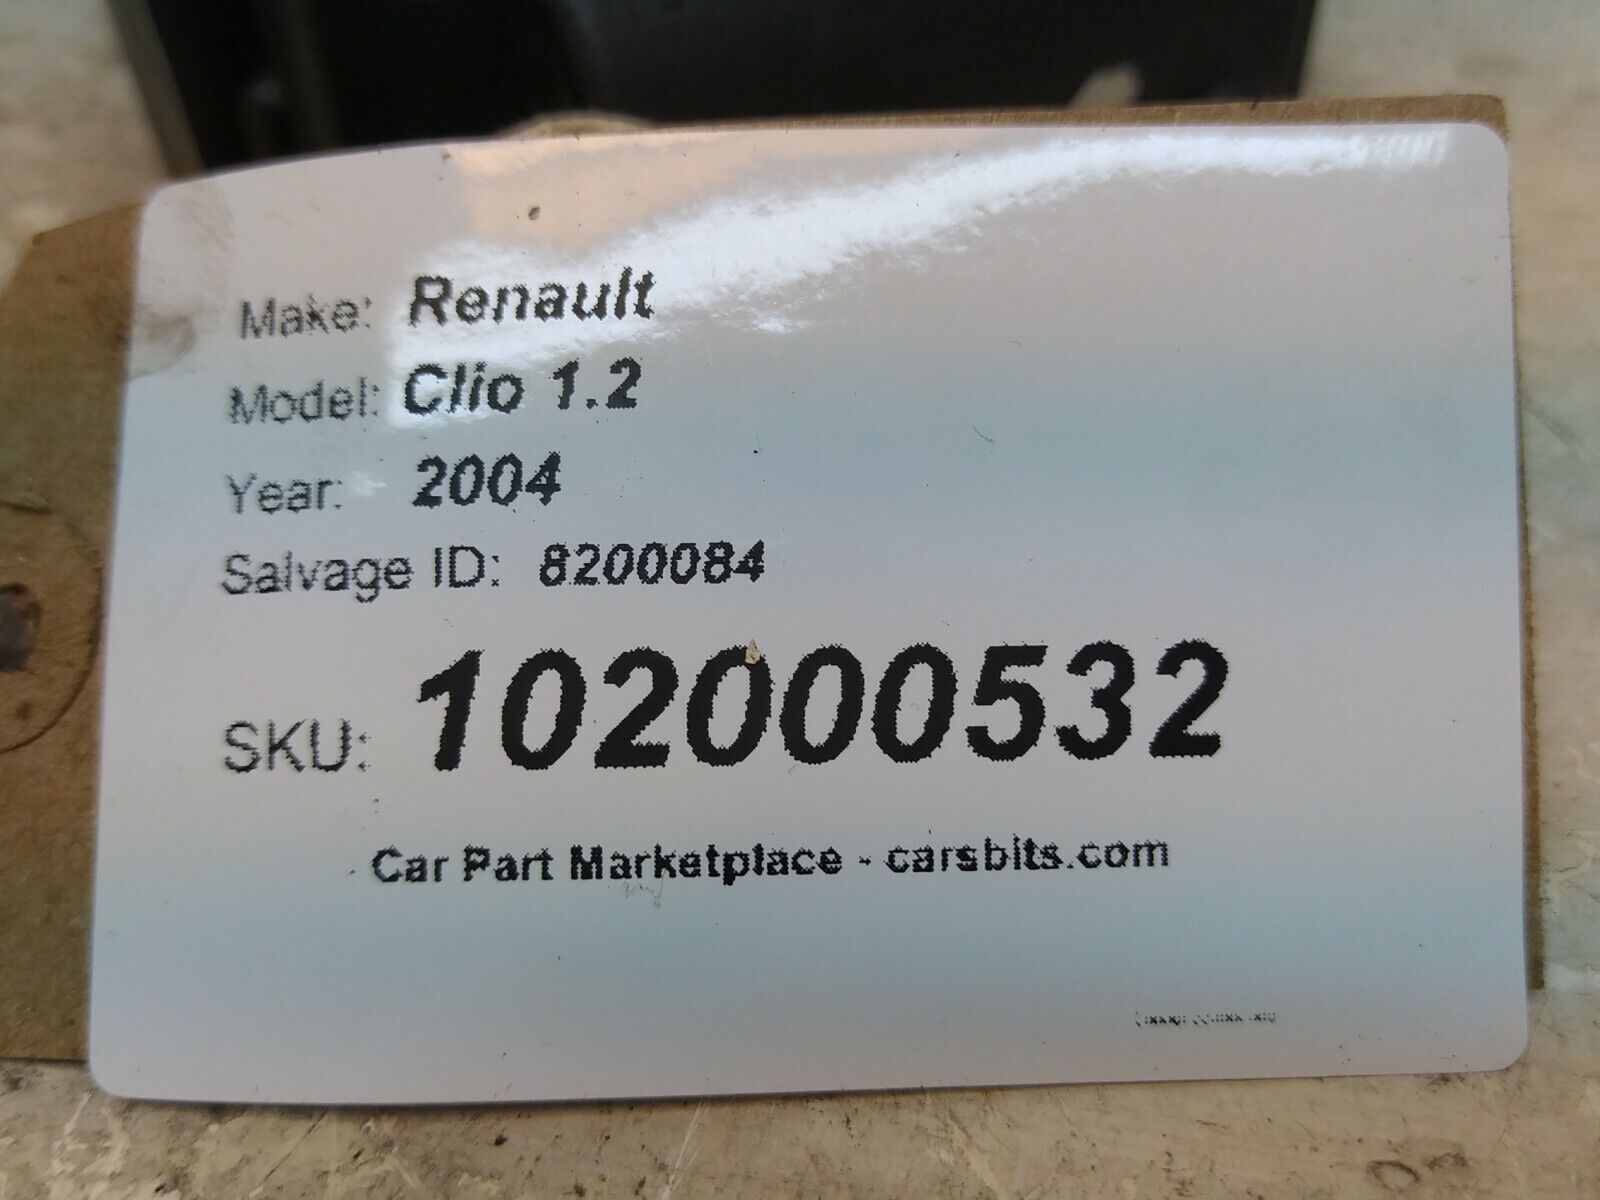 Make: Renault
Model: Clio 1.2
Year: 2004
Salvage ID: 8200084
SKU: 102000532
Car Part Marketplace - carsbits.com